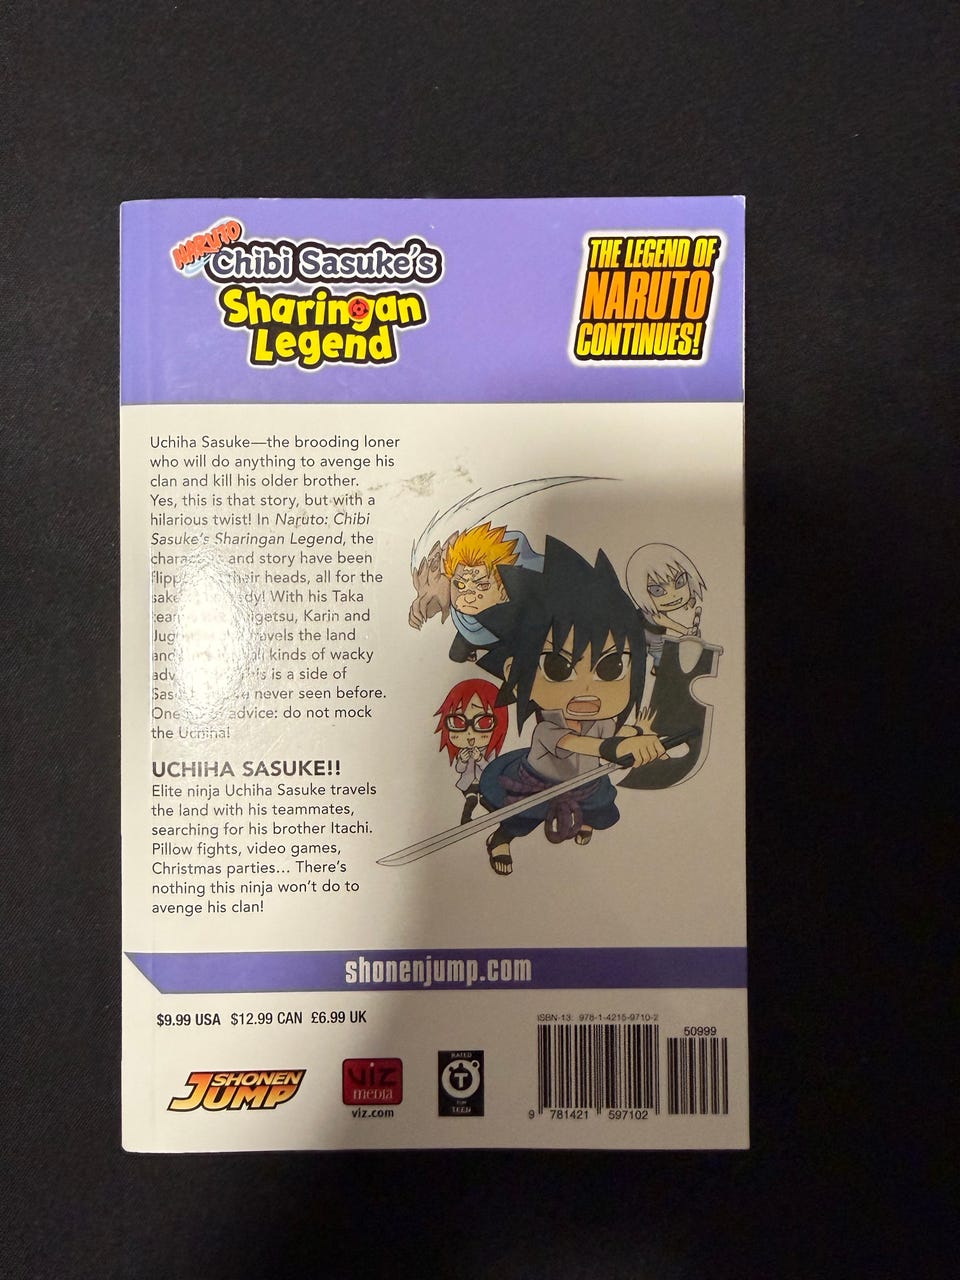 NARUTO
Chibi Sasuke's
Sharingan
Legend
THE LEGEND OF
NARUTO
CONTINUES!
Uchiha Sasuke—the brooding loner
who will do anything to avenge his
clan and kill his older brother.
Yes, this is that story, but with a
hilarious twist! In Naruto: Chibi
Sasuke's Sharingan Legend, the
and story have been
their heads, all for the
With his Taka
Karin and
travels the land
kinds of wacky
is a side of
never seen before.
advice: do not mock
the Uchiha!
UCHIHA SASUKE!!
Elite ninja Uchiha Sasuke travels
the land with his teammates,
searching for his brother Itachi.
Pillow fights, video games,
Christmas parties... There's
nothing this ninja won't do to
avenge his clan!
shonenjump.com
$9.99 USA $12.99 CAN £6.99 UK
SHONEN
JUMP
viz
media
viz.com
RATED
T
FOR
TEEN
ISBN-13: 978-1-4215-9710-2
50999
9 781421 597102